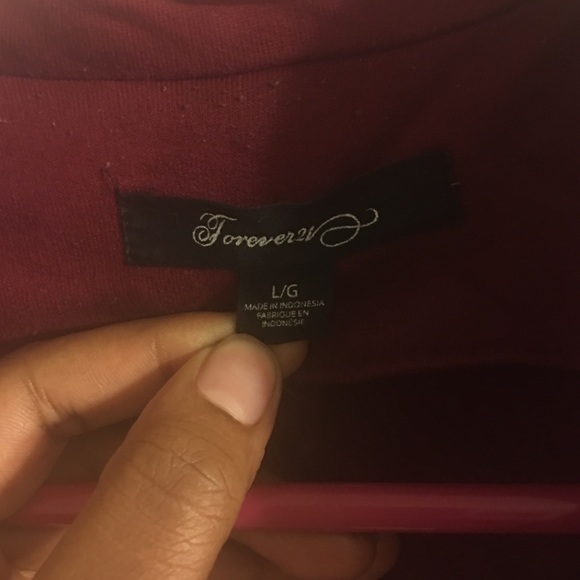 Forever21
L/G
MADE IN INDONESIA
FABRIQUE EN
INDONESIE